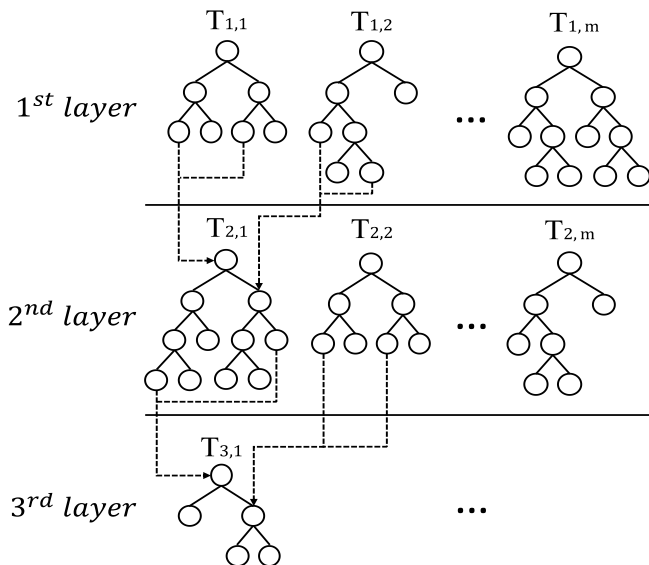 T1,1 T1,2 T1,m
1st layer ...
T2,1 T2,2 T2,m
2nd layer ...
T3,1
3rd layer ...